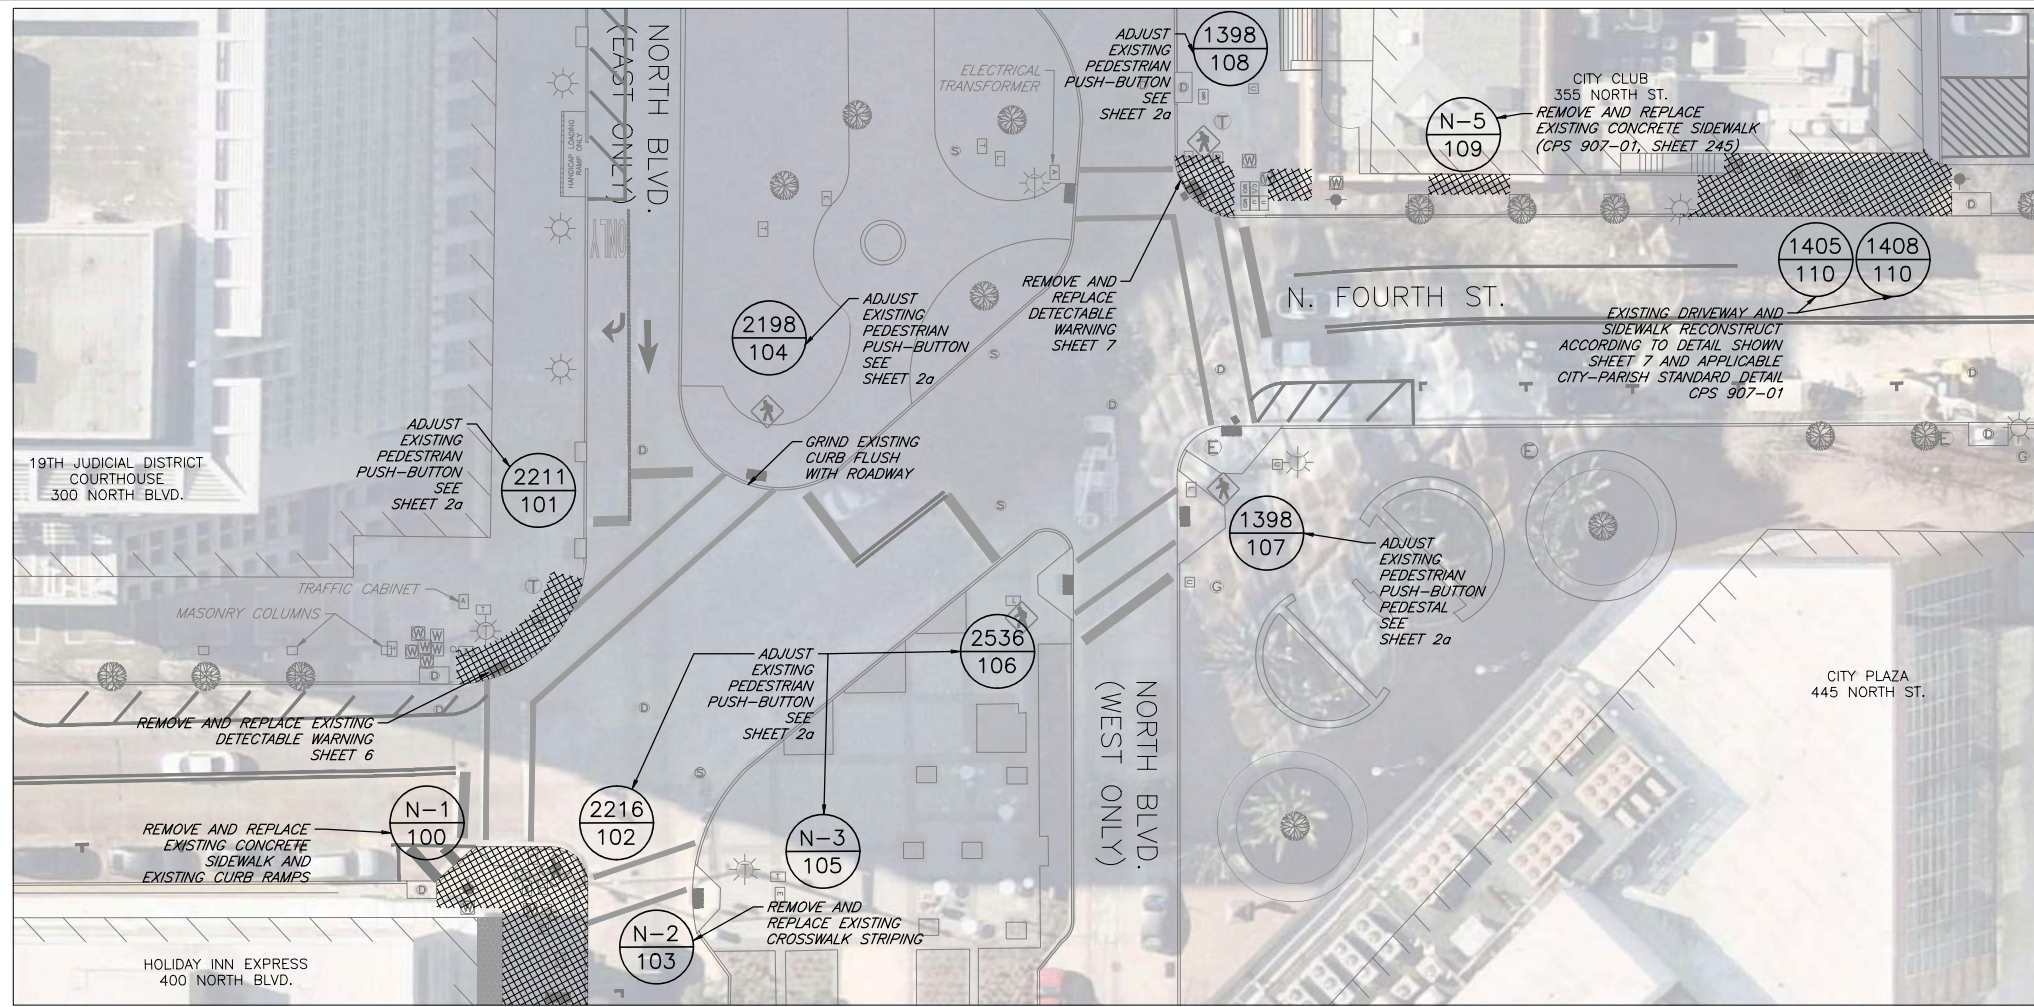 NORTH BLVD.
(EAST ONLY)
HANDICAP LOADING
RAMP ONLY
ONLY
ELECTRICAL
TRANSFORMER
ADJUST
EXISTING
PEDESTRIAN
PUSH-BUTTON
SEE
SHEET 2a
1398
108
CITY CLUB
355 NORTH ST.
N-5
109
REMOVE AND REPLACE
EXISTING CONCRETE SIDEWALK
(CPS 907-01, SHEET 245)
REMOVE AND
REPLACE
DETECTABLE
WARNING
SHEET 7
N. FOURTH ST.
1405
110
1408
110
EXISTING DRIVEWAY AND
SIDEWALK RECONSTRUCT
ACCORDING TO DETAIL SHOWN
SHEET 7 AND APPLICABLE
CITY-PARISH STANDARD DETAIL
CPS 907-01
2198
104
ADJUST
EXISTING
PEDESTRIAN
PUSH-BUTTON
SEE
SHEET 2a
GRIND EXISTING
CURB FLUSH
WITH ROADWAY
19TH JUDICIAL DISTRICT
COURTHOUSE
300 NORTH BLVD.
ADJUST
EXISTING
PEDESTRIAN
PUSH-BUTTON
SEE
SHEET 2a
2211
101
1398
107
ADJUST
EXISTING
PEDESTRIAN
PUSH-BUTTON
PEDESTAL
SEE
SHEET 2a
TRAFFIC CABINET
MASONRY COLUMNS
REMOVE AND REPLACE EXISTING
DETECTABLE WARNING
SHEET 6
ADJUST
EXISTING
PEDESTRIAN
PUSH-BUTTON
SEE
SHEET 2a
2536
106
NORTH BLVD.
(WEST ONLY)
CITY PLAZA
445 NORTH ST.
N-1
100
REMOVE AND REPLACE
EXISTING CONCRETE
SIDEWALK AND
EXISTING CURB RAMPS
2216
102
N-3
105
N-2
103
REMOVE AND
REPLACE EXISTING
CROSSWALK STRIPING
HOLIDAY INN EXPRESS
400 NORTH BLVD.